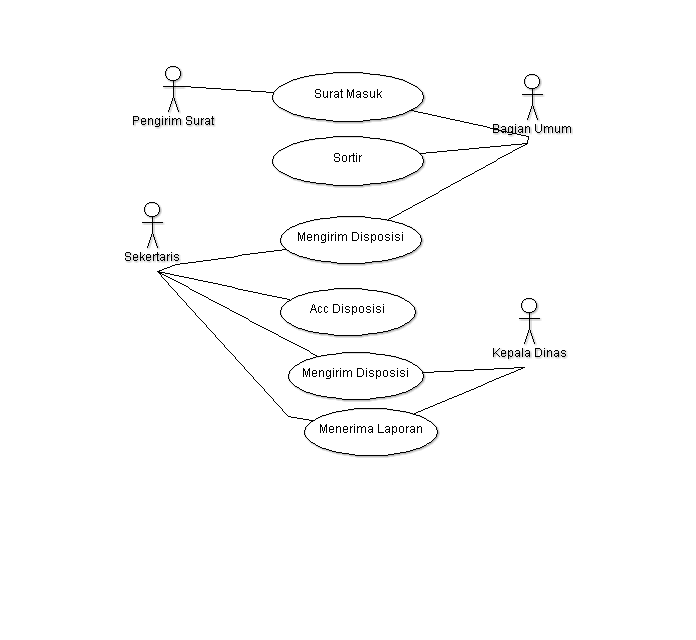 Surat Masuk
Pengirim Surat
Bagian Umum
Sortir
Mengirim Disposisi
Sekertaris
Acc Disposisi
Kepala Dinas
Mengirim Disposisi
Menerima Laporan